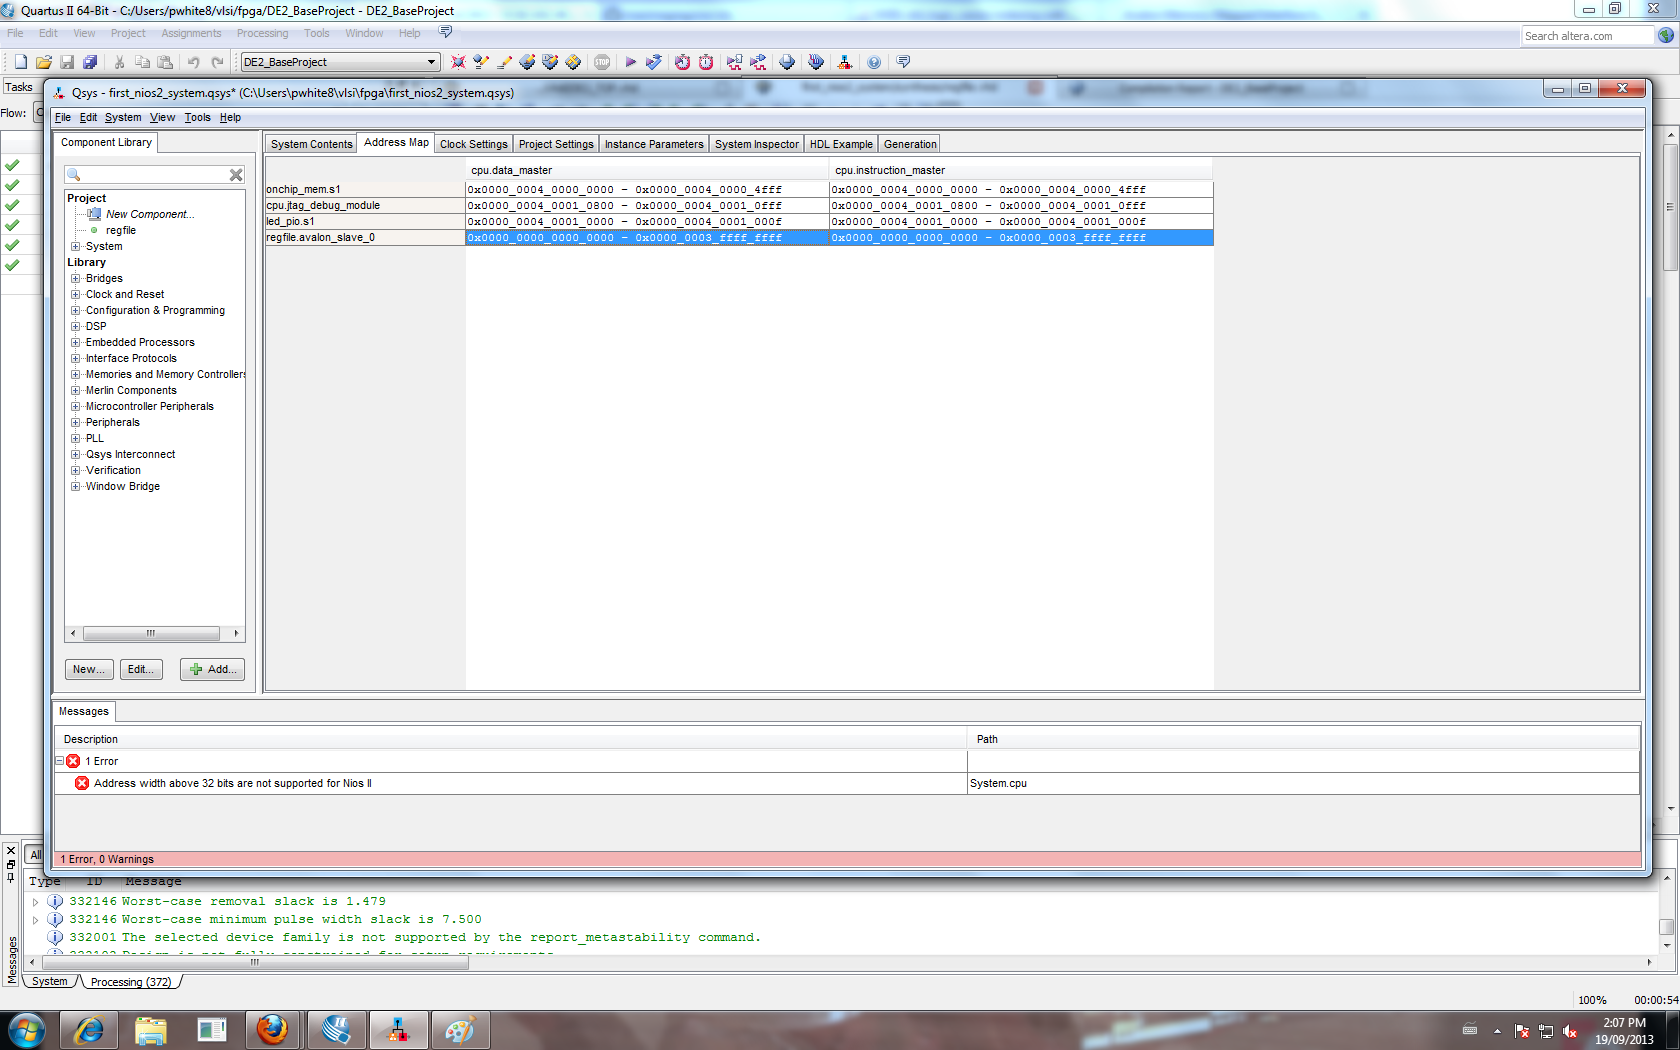 Quartus II 64-Bit - C:/Users/pwhite8/vlsi/fpga/DE2_BaseProject - DE2_BaseProject
File Edit View Project Assignments Processing Tools Window Help
Search altera.com
DE2_BaseProject
Tasks
Flow:
Qsys - first_nios2_system.qsys* (C:\Users\pwhite8\vlsi\fpga\first_nios2_system.qsys)
File Edit System View Tools Help
Component Library
System Contents Address Map Clock Settings Project Settings Instance Parameters System Inspector HDL Example Generation
cpu.data_master cpu.instruction_master
onchip_mem.s1 0x0000_0004_0000_0000 - 0x0000_0004_0000_4fff 0x0000_0004_0000_0000 - 0x0000_0004_0000_4fff
cpu.jtag_debug_module 0x0000_0004_0001_0800 - 0x0000_0004_0001_0fff 0x0000_0004_0001_0800 - 0x0000_0004_0001_0fff
led_pio.s1 0x0000_0004_0001_0000 - 0x0000_0004_0001_000f 0x0000_0004_0001_0000 - 0x0000_0004_0001_000f
regfile.avalon_slave_0 0x0000_0000_0000_0000 - 0x0000_0003_ffff_ffff 0x0000_0000_0000_0000 - 0x0000_0003_ffff_ffff
Project
New Component...
regfile
System
Library
Bridges
Clock and Reset
Configuration & Programming
DSP
Embedded Processors
Interface Protocols
Memories and Memory Controllers
Merlin Components
Microcontroller Peripherals
Peripherals
PLL
Qsys Interconnect
Verification
Window Bridge
New... Edit... Add...
Messages
Description Path
1 Error
Address width above 32 bits are not supported for Nios II System.cpu
1 Error, 0 Warnings
All
Type ID Message
332146 Worst-case removal slack is 1.479
332146 Worst-case minimum pulse width slack is 7.500
332001 The selected device family is not supported by the report_metastability command.
Messages
System Processing (372)
100% 00:00:54
2:07 PM
19/09/2013